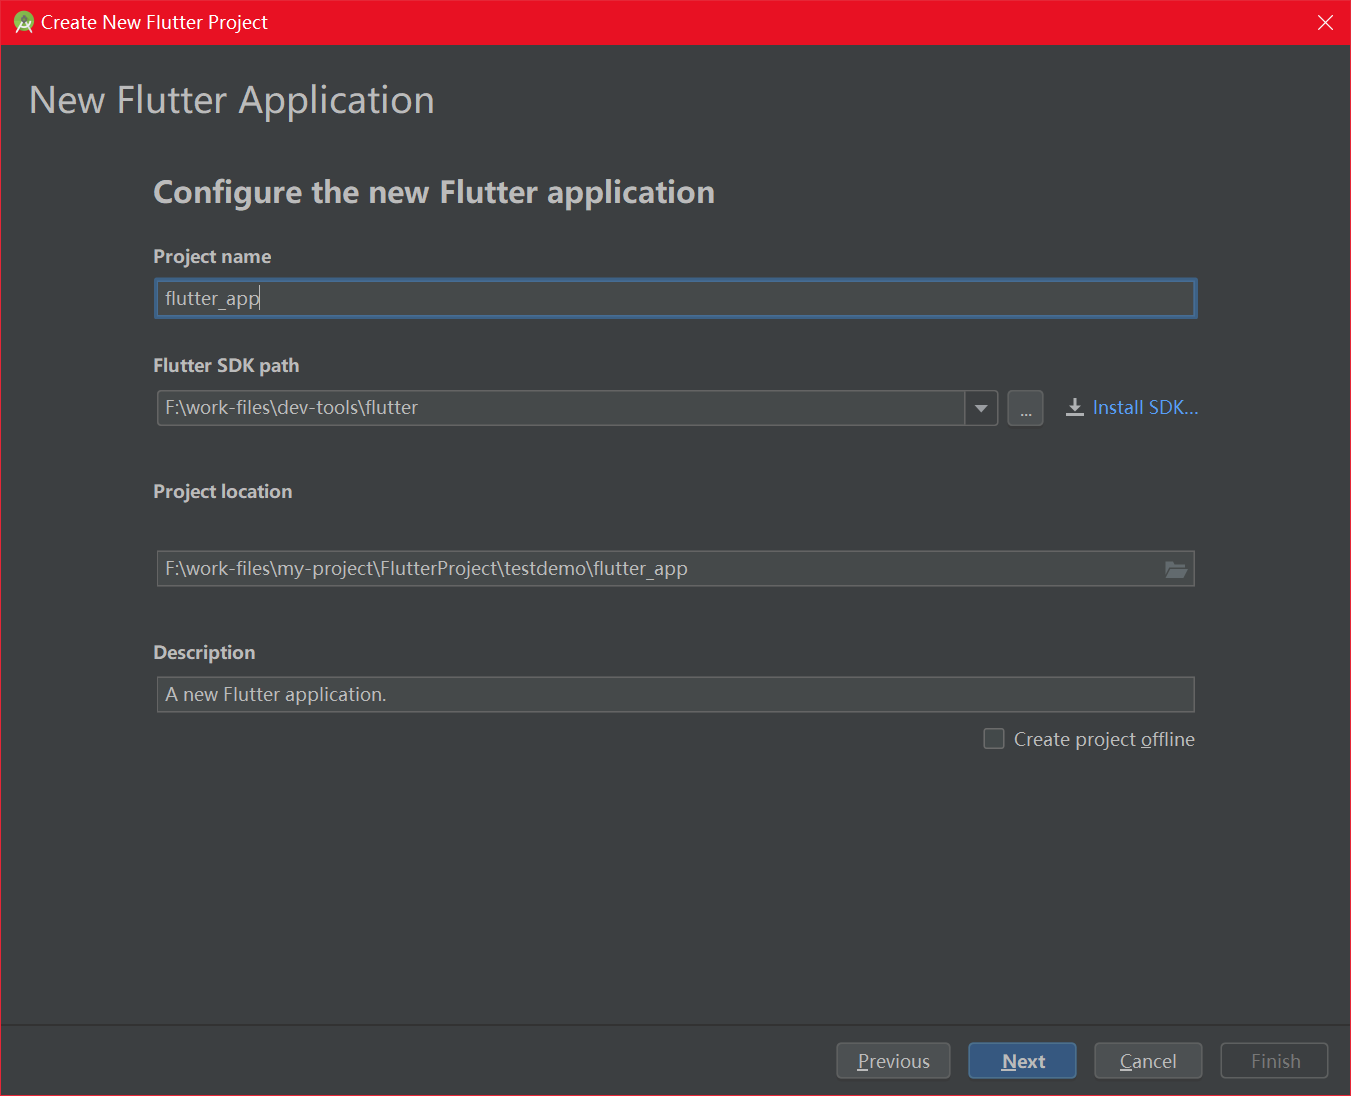 Create New Flutter Project
New Flutter Application
Configure the new Flutter application
Project name
flutter_app
Flutter SDK path
F:\work-files\dev-tools\flutter
...
Install SDK...
Project location
F:\work-files\my-project\FlutterProject\testdemo\flutter_app
Description
A new Flutter application.
Create project offline
Previous
Next
Cancel
Finish